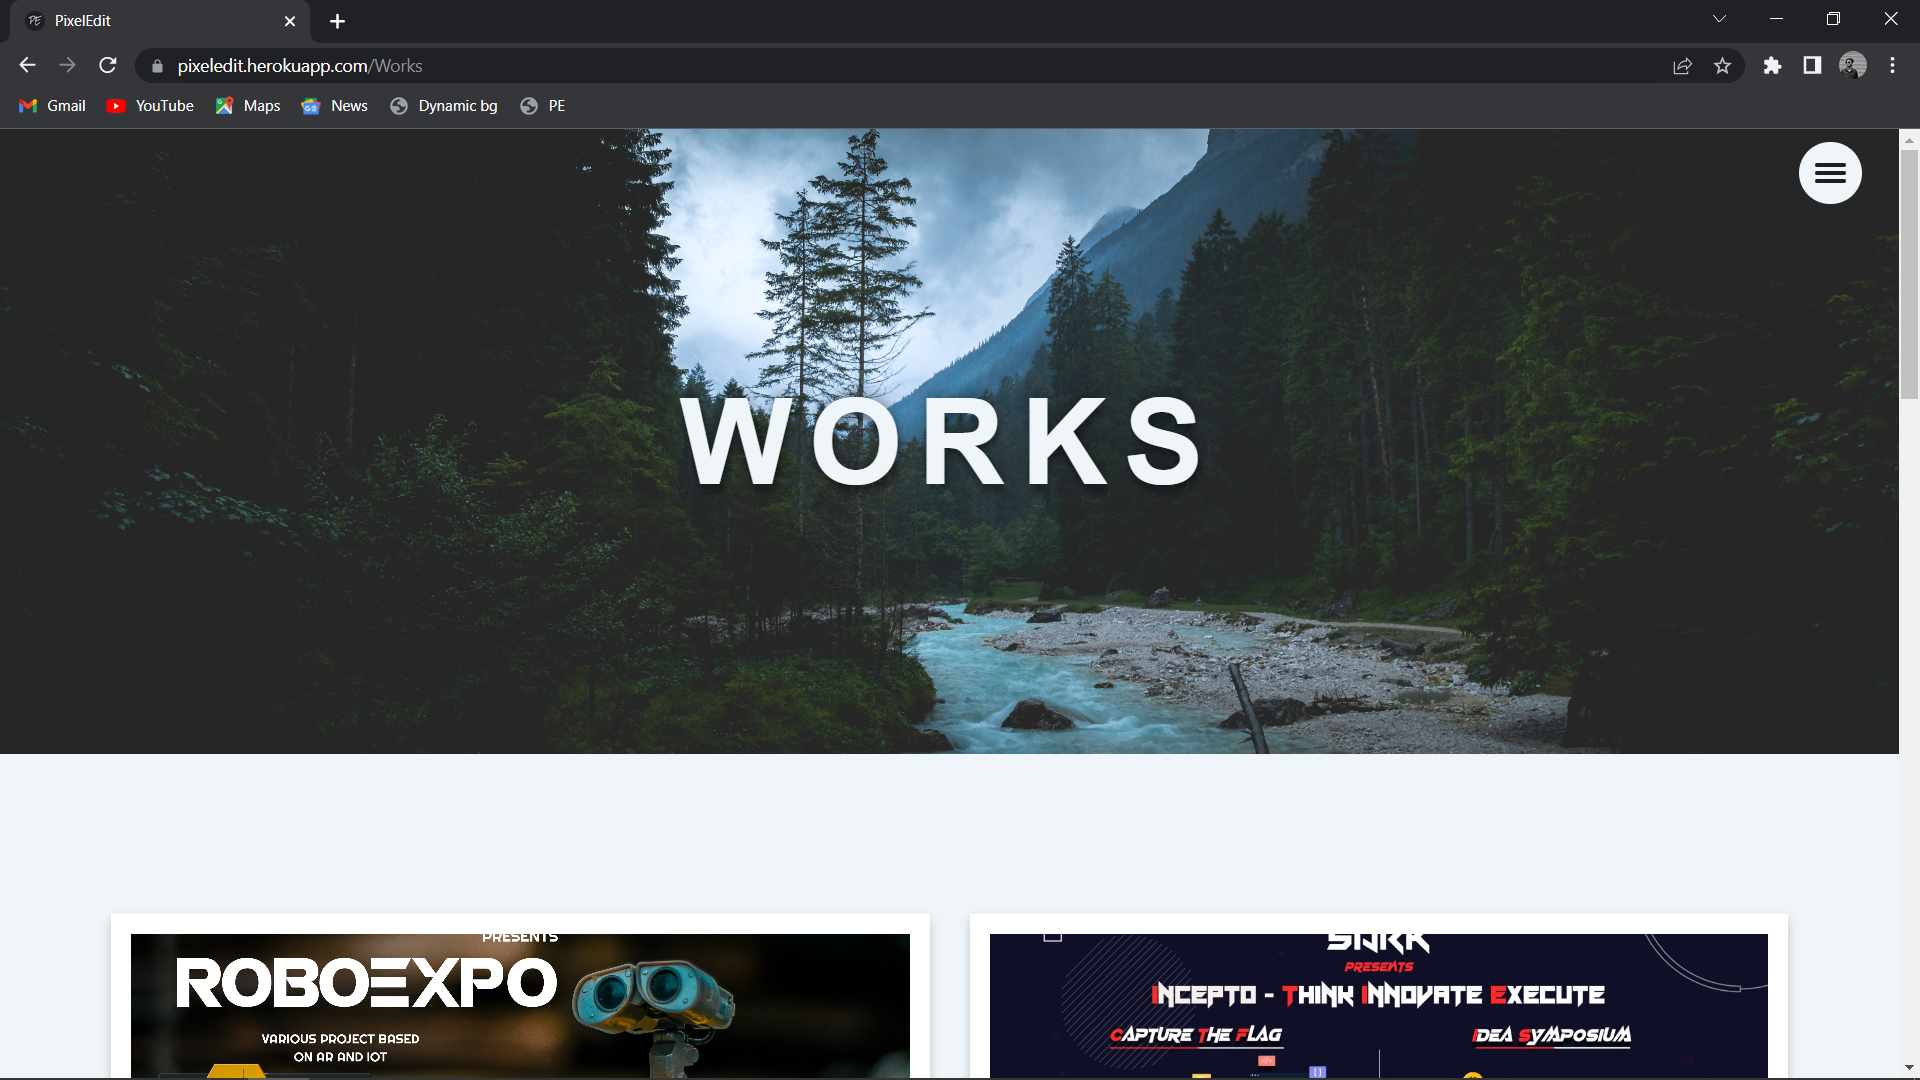 PixelEdit
pixeledit.herokuapp.com/Works
Gmail YouTube Maps News Dynamic bg PE
WORKS
PRESENTS
ROBOEXPO
VARIOUS PROJECT BASED
ON AR AND IOT
PRESENTS
INCEPTO - THINK INNOVATE EXECUTE
CAPTURE THE FLAG
IDEA SYMPOSIUM